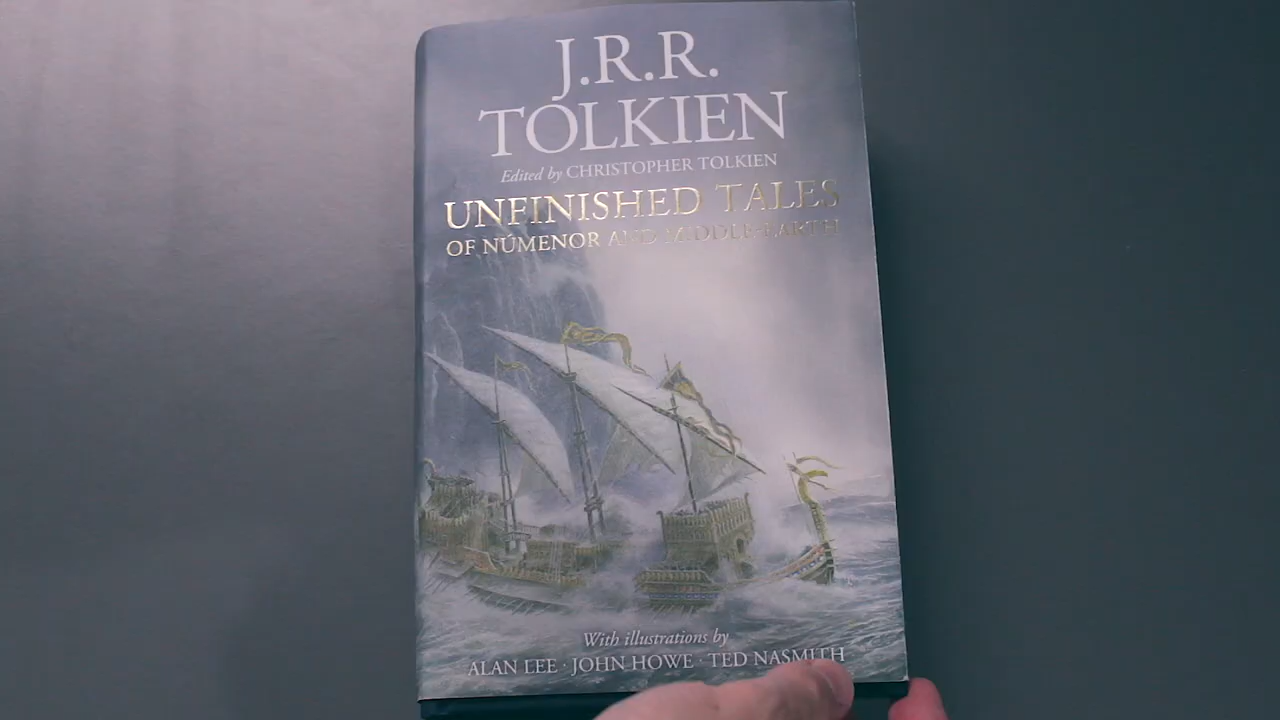 J.R.R.
TOLKIEN
Edited by CHRISTOPHER TOLKIEN
UNFINISHED TALES
OF NÚMENOR AND MIDDLE-EARTH
With illustrations by
ALAN LEE · JOHN HOWE · TED NASMITH